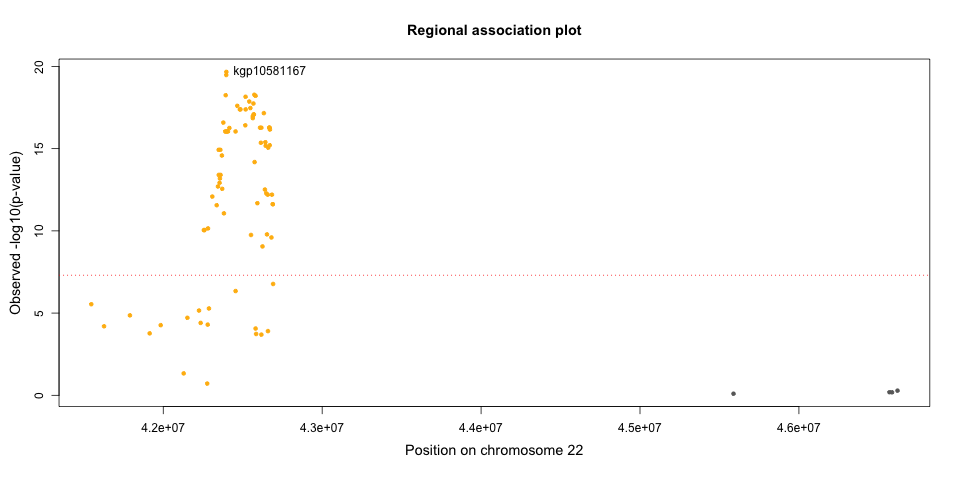 Regional association plot
Observed -log10(p-value)
20
15
10
5
0
kgp10581167
4.2e+07
4.3e+07
4.4e+07
4.5e+07
4.6e+07
Position on chromosome 22